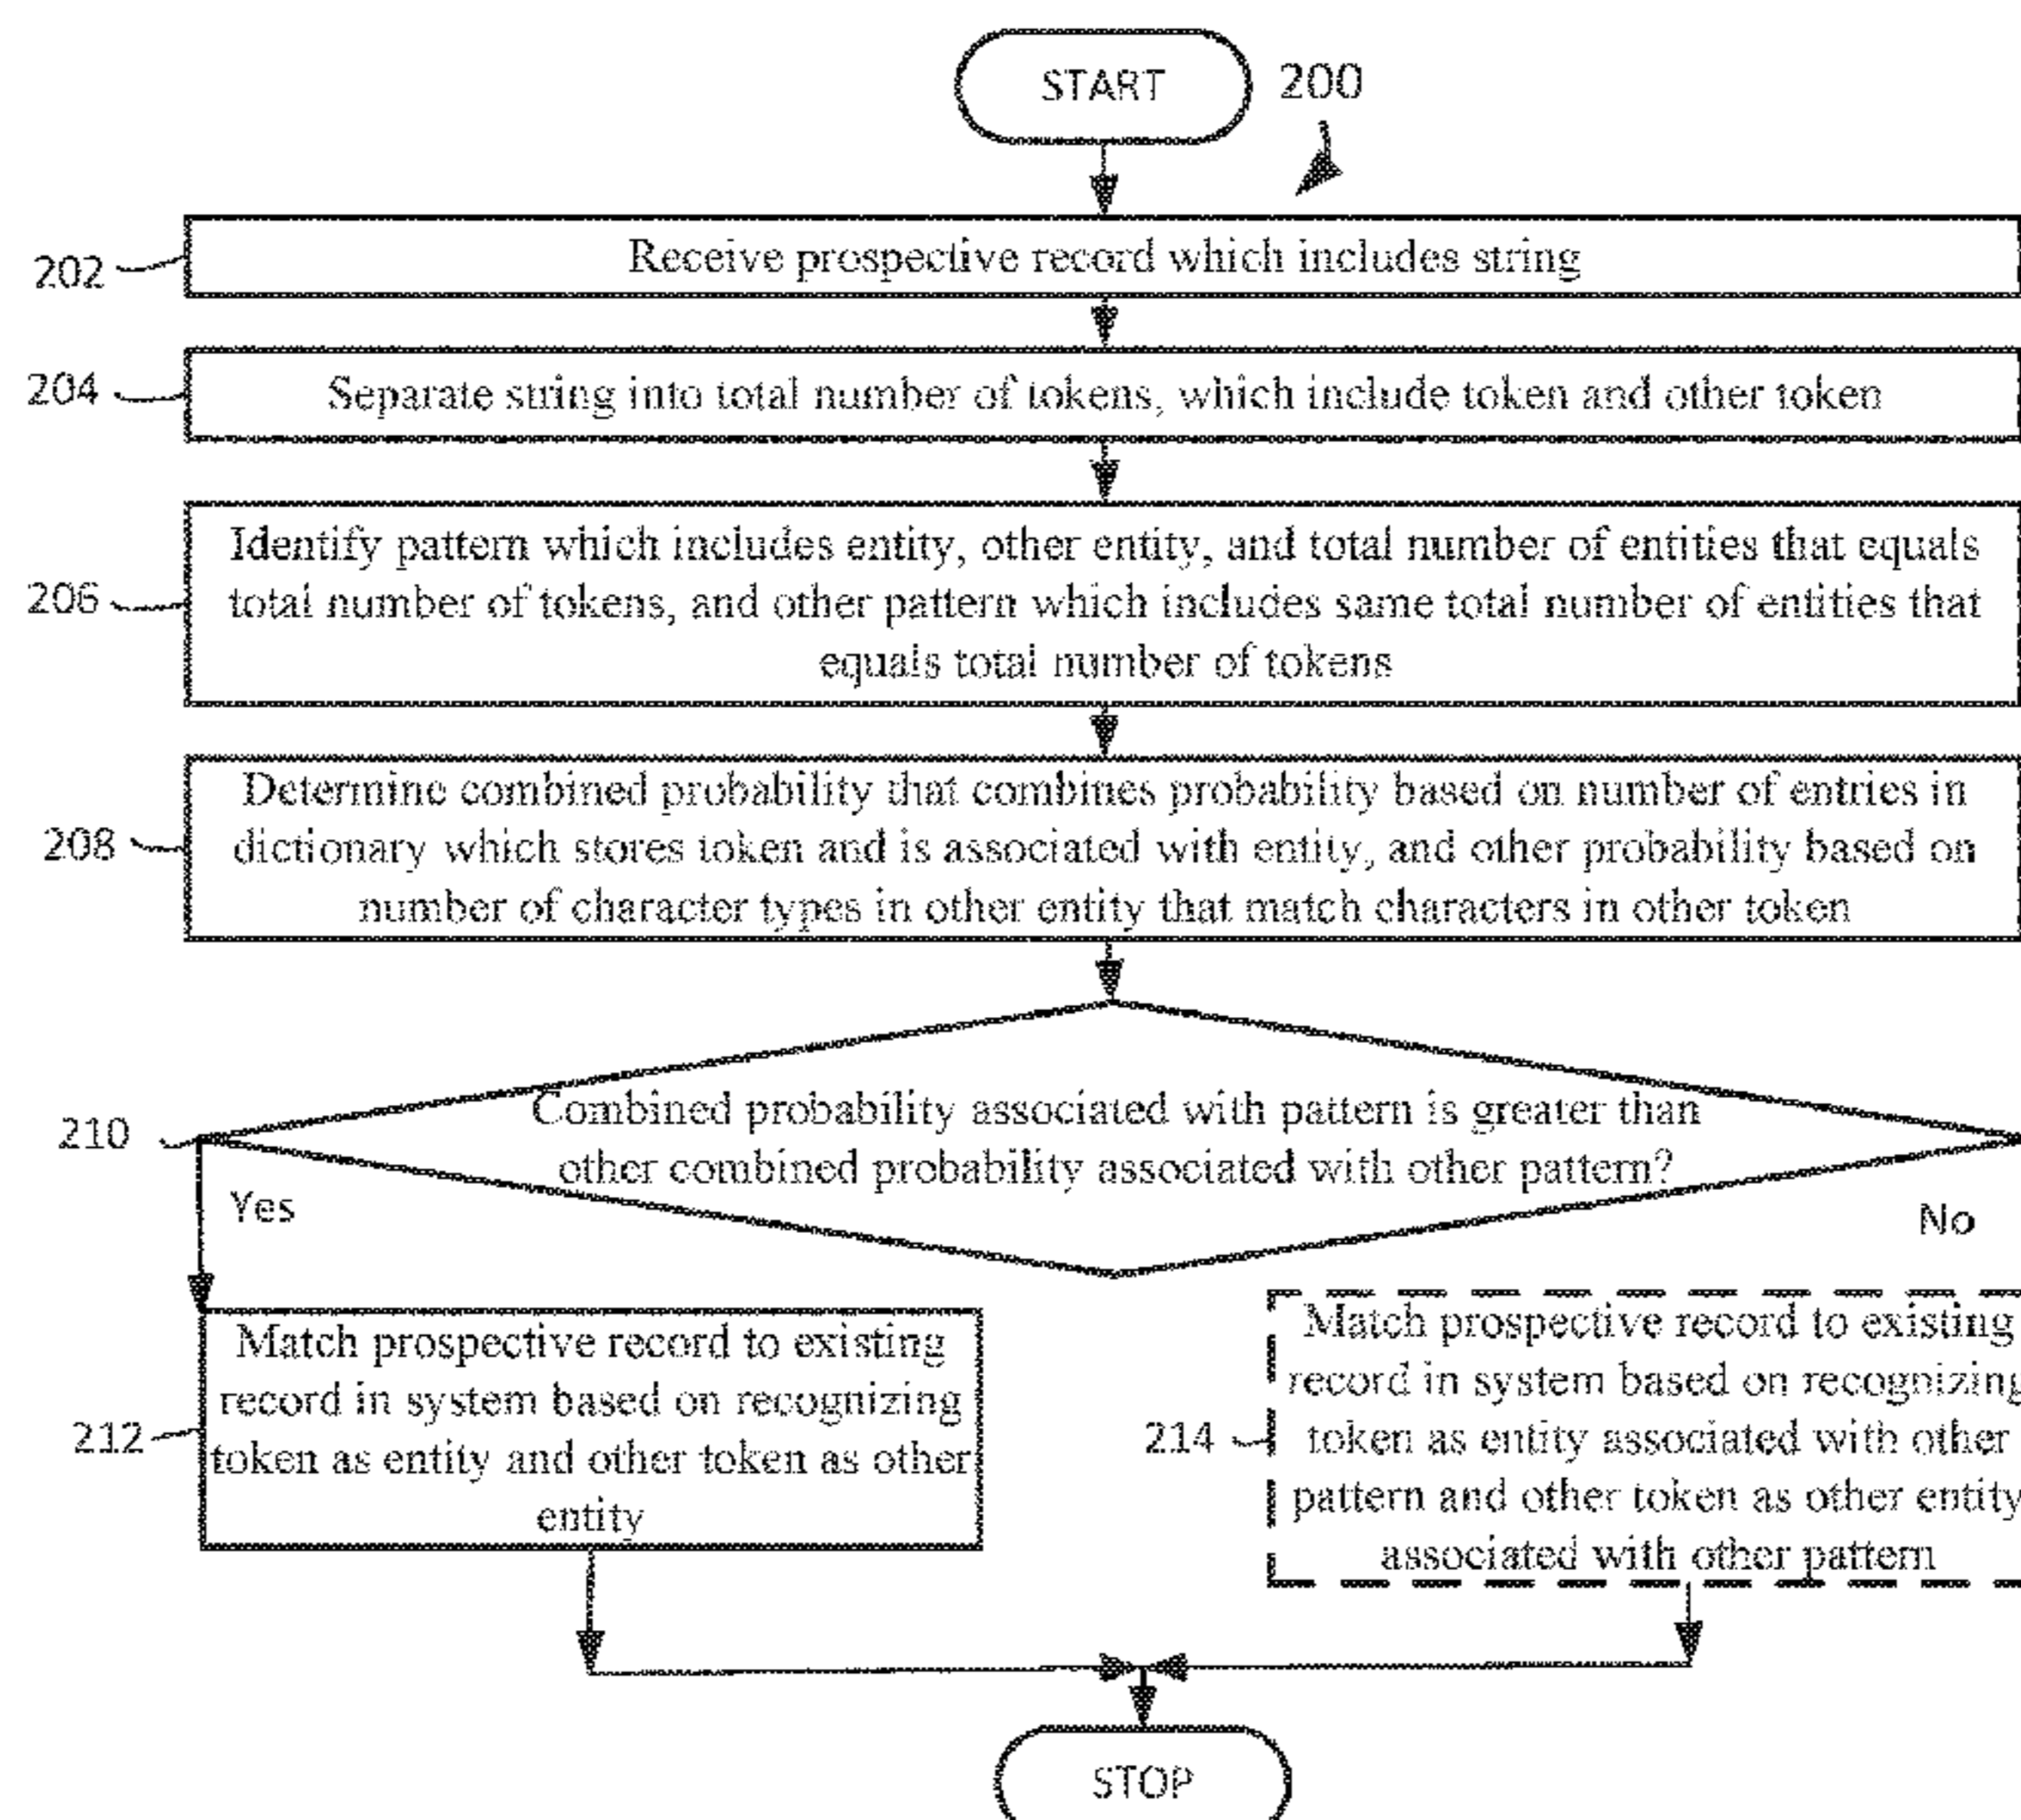 START
200
202
Receive prospective record which includes string
204
Separate string into total number of tokens, which include token and other token
206
Identify pattern which includes entity, other entity, and total number of entities that equals
total number of tokens, and other pattern which includes same total number of entities that
equals total number of tokens
208
Determine combined probability that combines probability based on number of entries in
dictionary which stores token and is associated with entity, and other probability based on
number of character types in other entity that match characters in other token
210
Combined probability associated with pattern is greater than
other combined probability associated with other pattern?
Yes
No
212
Match prospective record to existing
record in system based on recognizing
token as entity and other token as other
entity
214
Match prospective record to existing
record in system based on recognizing
token as entity associated with other
pattern and other token as other entity
associated with other pattern
STOP